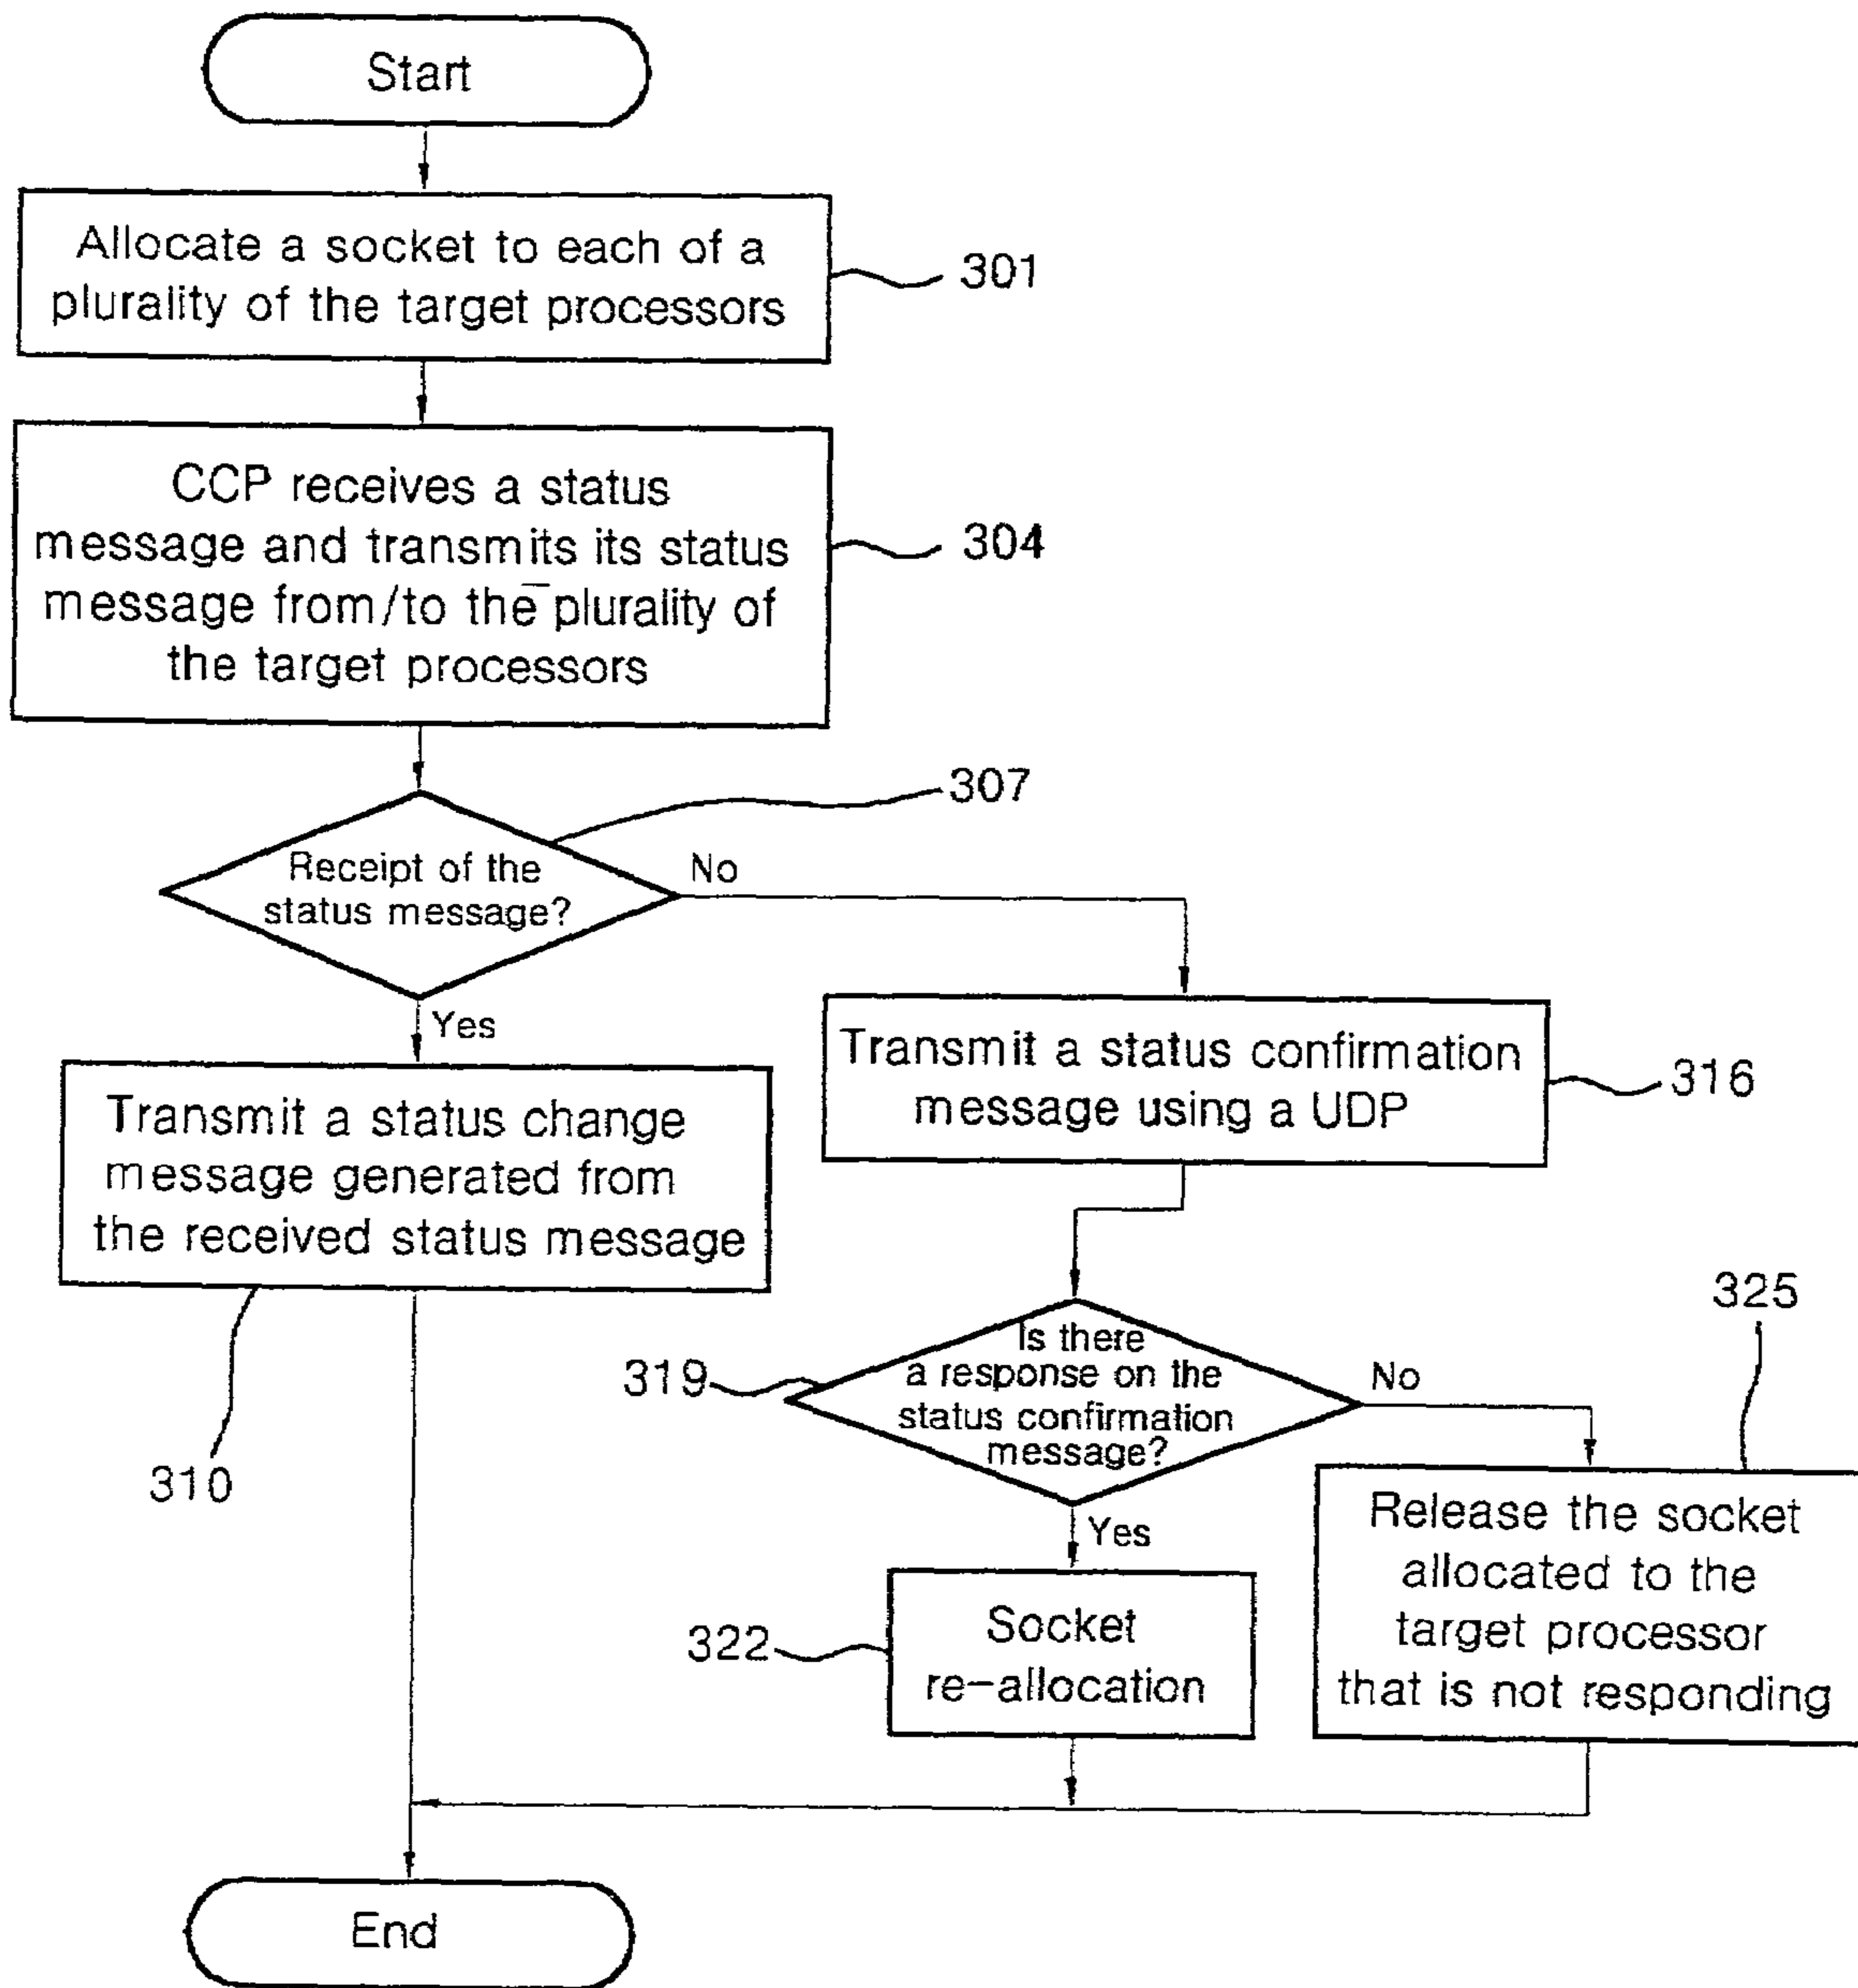 Start
Allocate a socket to each of a
plurality of the target processors
301
CCP receives a status
message and transmits its status
message from/to the plurality of
the target processors
304
307
Receipt of the
status message?
No
Yes
Transmit a status change
message generated from
the received status message
310
Transmit a status confirmation
message using a UDP
316
Is there
a response on the
status confirmation
message?
319
No
325
Yes
Socket
re-allocation
322
Release the socket
allocated to the
target processor
that is not responding
End